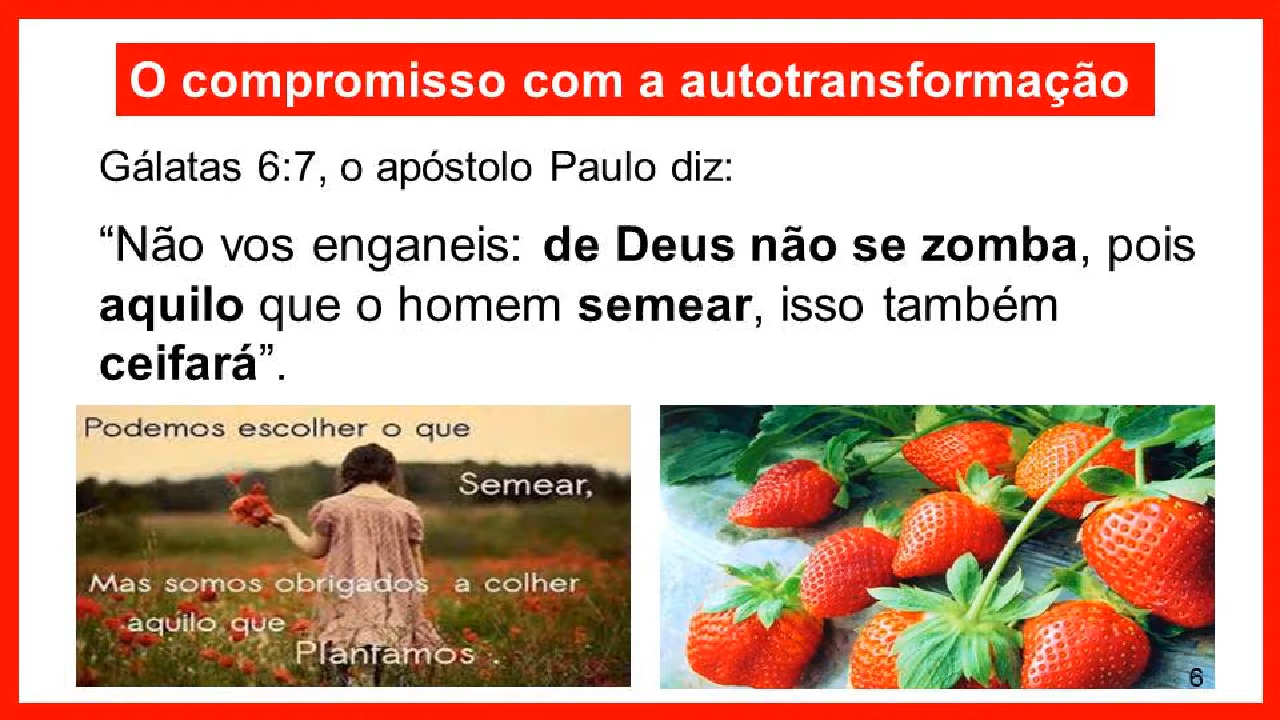 O compromisso com a autotransformação
Gálatas 6:7, o apóstolo Paulo diz:
“Não vos enganeis: de Deus não se zomba, pois
aquilo que o homem semear, isso também
ceifará”.
Podemos escolher o que
Semear,
Mas somos obrigados a colher
aquilo que
Plantamos .
6